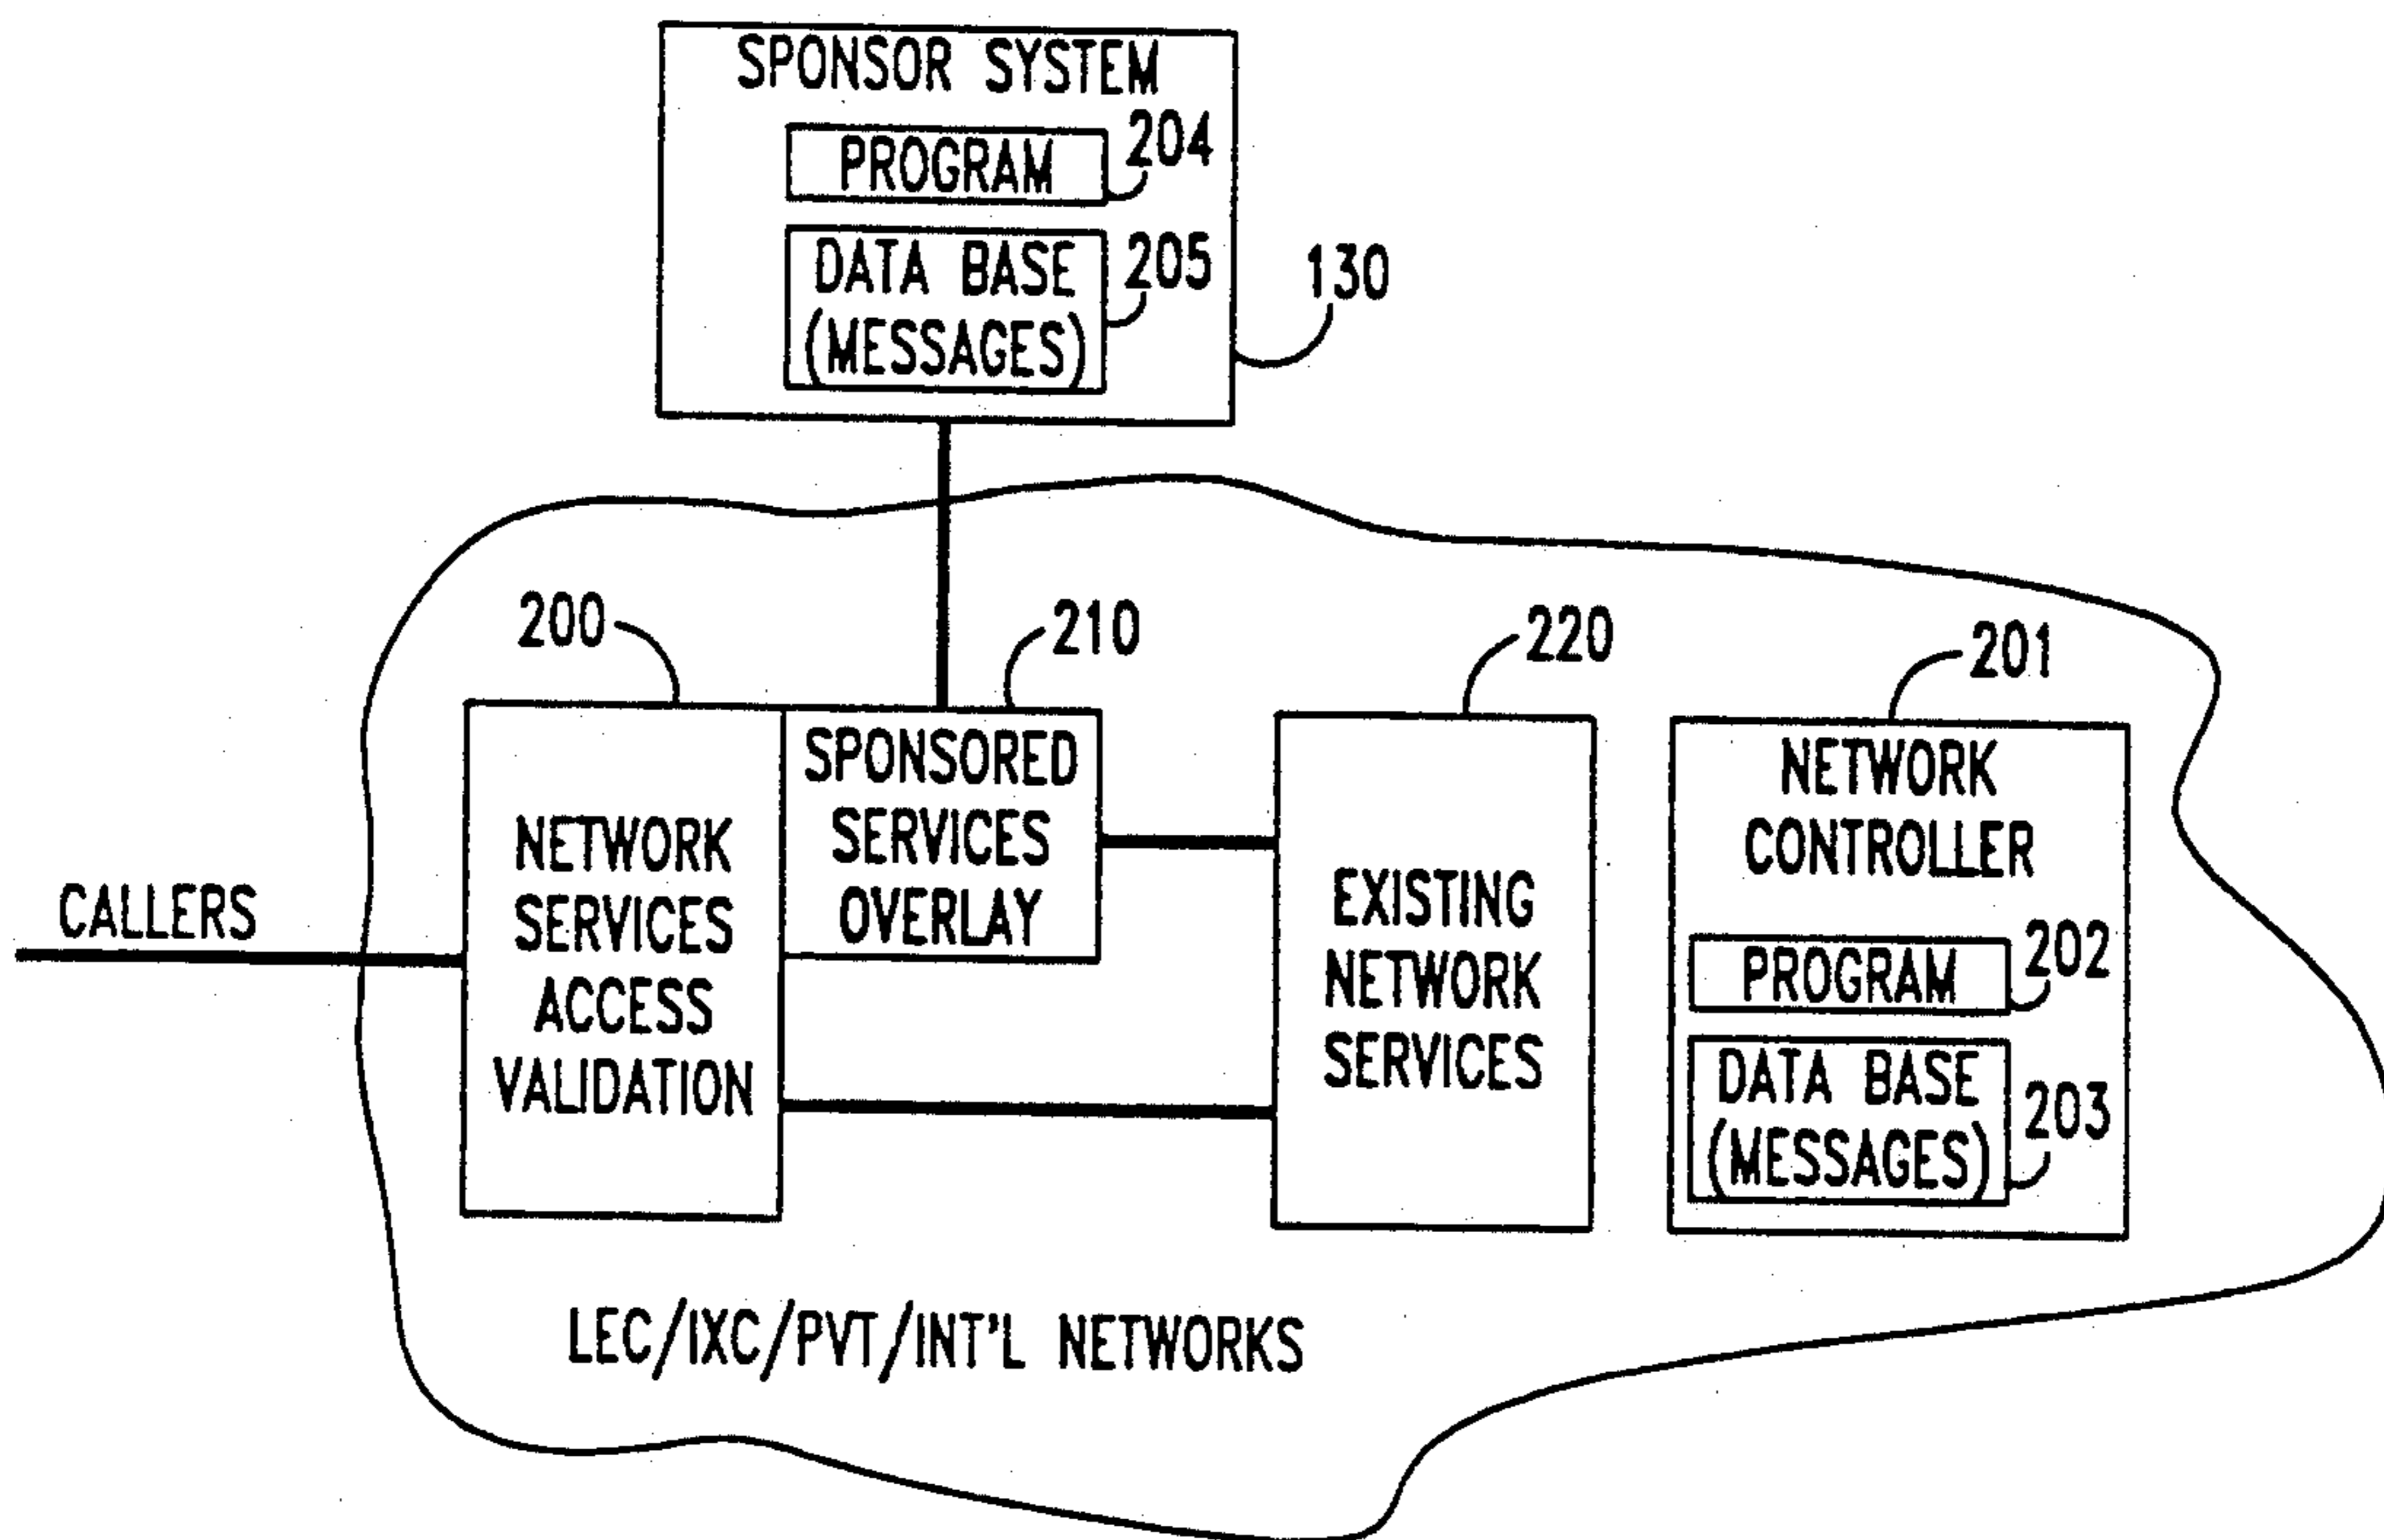 SPONSOR SYSTEM
PROGRAM
204
DATA BASE
(MESSAGES)
205
130
200
210
220
201
CALLERS
NETWORK
SERVICES
ACCESS
VALIDATION
SPONSORED
SERVICES
OVERLAY
EXISTING
NETWORK
SERVICES
NETWORK
CONTROLLER
PROGRAM
202
DATA BASE
(MESSAGES)
203
LEC/IXC/PVT/INT'L NETWORKS